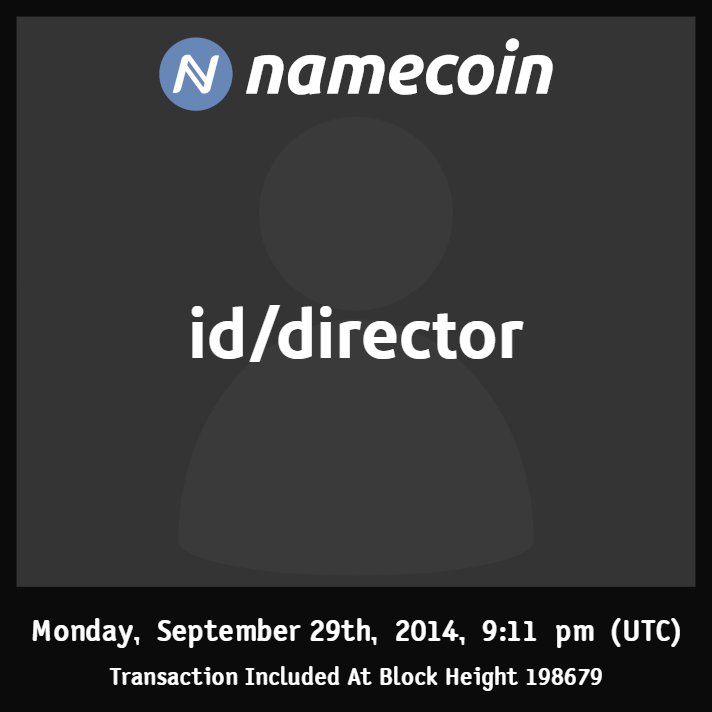 namecoin
id/director
Monday, September 29th, 2014, 9:11 pm (UTC)
Transaction Included At Block Height 198679